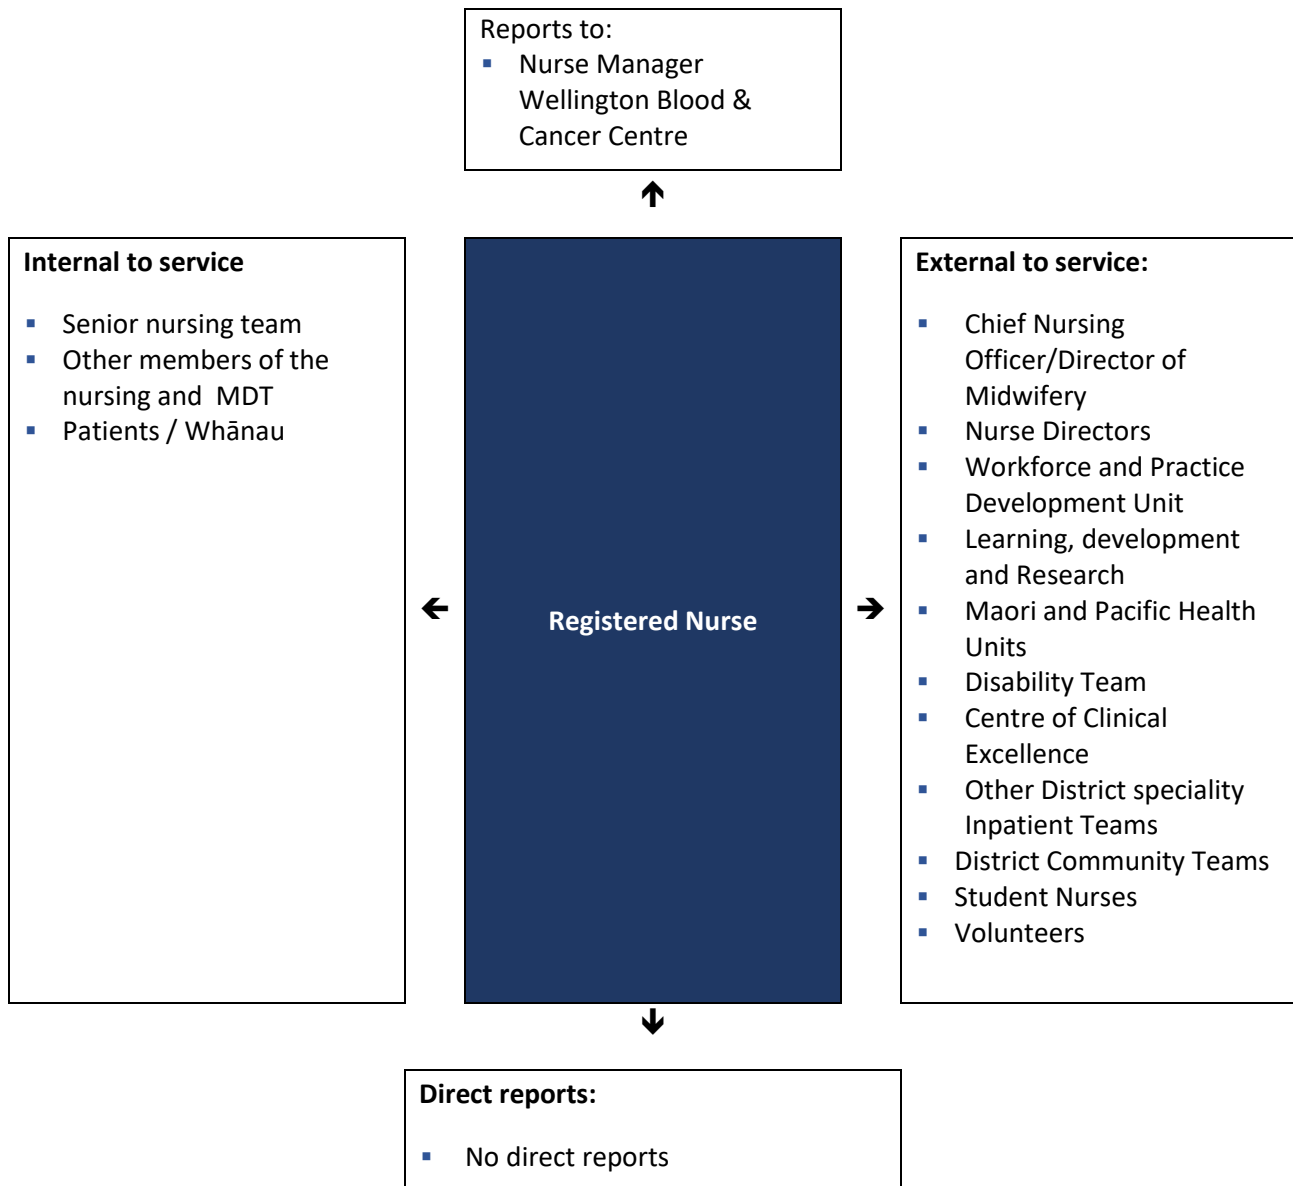 Reports to:
▪ Nurse Manager
Wellington Blood &
Cancer Centre
Internal to service
▪ Senior nursing team
▪ Other members of the
nursing and  MDT
▪ Patients / Whānau
Registered Nurse
External to service:
▪ Chief Nursing
Officer/Director of
Midwifery
▪ Nurse Directors
▪ Workforce and Practice
Development Unit
▪ Learning, development
and Research
▪ Maori and Pacific Health
Units
▪ Disability Team
▪ Centre of Clinical
Excellence
▪ Other District speciality
Inpatient Teams
▪ District Community Teams
▪ Student Nurses
▪ Volunteers
Direct reports:
▪ No direct reports